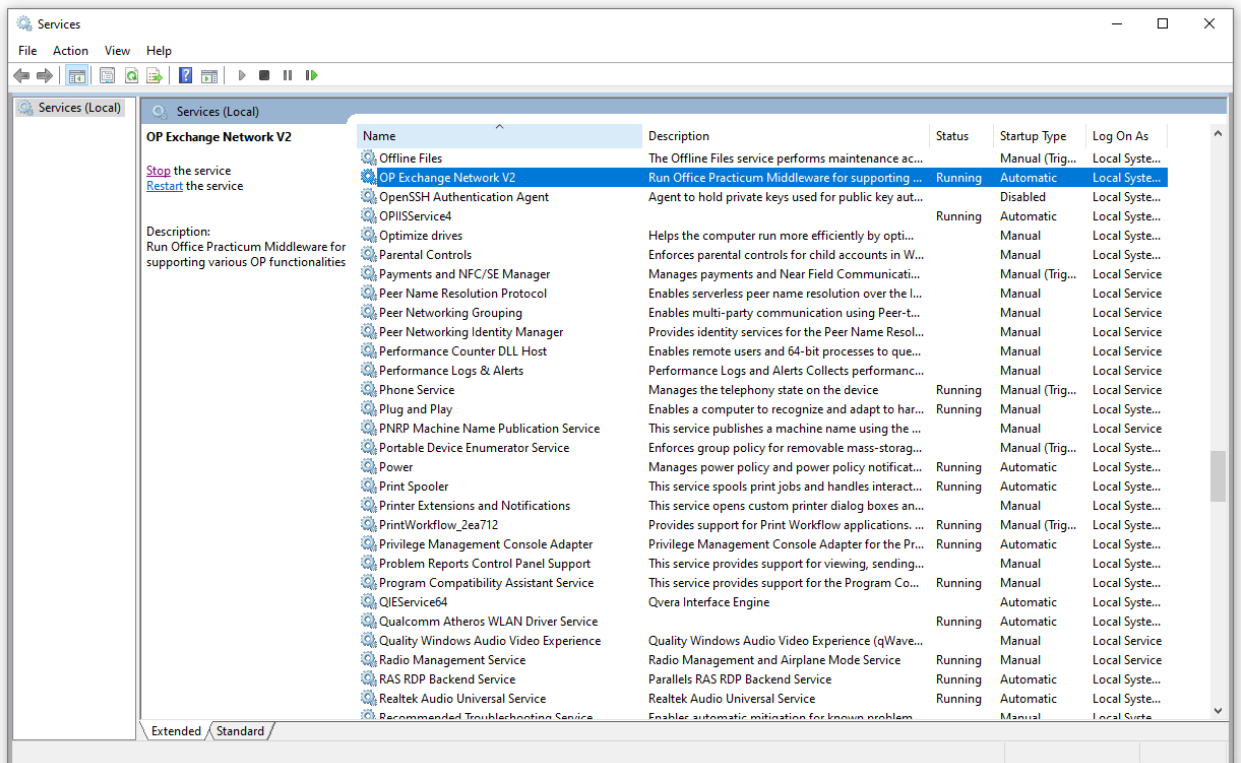 Services
File Action View Help
Services (Local)
Services (Local)
OP Exchange Network V2
Stop the service
Restart the service
Description:
Run Office Practicum Middleware for
supporting various OP functionalities
Name Description Status Startup Type Log On As
Offline Files The Offline Files service performs maintenance ac... Manual (Trig... Local Syste...
OP Exchange Network V2 Run Office Practicum Middleware for supporting ... Running Automatic Local Syste...
OpenSSH Authentication Agent Agent to hold private keys used for public key aut... Disabled Local Syste...
OPIISService4 Running Automatic Local Syste...
Optimize drives Helps the computer run more efficiently by opti... Manual Local Syste...
Parental Controls Enforces parental controls for child accounts in W... Manual Local Syste...
Payments and NFC/SE Manager Manages payments and Near Field Communicati... Manual (Trig... Local Service
Peer Name Resolution Protocol Enables serverless peer name resolution over the I... Manual Local Service
Peer Networking Grouping Enables multi-party communication using Peer-t... Manual Local Service
Peer Networking Identity Manager Provides identity services for the Peer Name Resol... Manual Local Service
Performance Counter DLL Host Enables remote users and 64-bit processes to que... Manual Local Service
Performance Logs & Alerts Performance Logs and Alerts Collects performanc... Manual Local Service
Phone Service Manages the telephony state on the device Running Manual (Trig... Local Service
Plug and Play Enables a computer to recognize and adapt to har... Running Manual Local Syste...
PNRP Machine Name Publication Service This service publishes a machine name using the ... Manual Local Service
Portable Device Enumerator Service Enforces group policy for removable mass-storag... Manual (Trig... Local Syste...
Power Manages power policy and power policy notificat... Running Automatic Local Syste...
Print Spooler This service spools print jobs and handles interact... Running Automatic Local Syste...
Printer Extensions and Notifications This service opens custom printer dialog boxes an... Manual Local Syste...
PrintWorkflow_2ea712 Provides support for Print Workflow applications. ... Running Manual (Trig... Local Syste...
Privilege Management Console Adapter Privilege Management Console Adapter for the Pr... Running Automatic Local Syste...
Problem Reports Control Panel Support This service provides support for viewing, sending... Manual Local Syste...
Program Compatibility Assistant Service This service provides support for the Program Co... Running Manual Local Syste...
QIEService64 Qvera Interface Engine Automatic Local Syste...
Qualcomm Atheros WLAN Driver Service Running Automatic Local Syste...
Quality Windows Audio Video Experience Quality Windows Audio Video Experience (qWave... Manual Local Service
Radio Management Service Radio Management and Airplane Mode Service Running Manual Local Service
RAS RDP Backend Service Parallels RAS RDP Backend Service Running Automatic Local Syste...
Realtek Audio Universal Service Realtek Audio Universal Service Running Automatic Local Syste...
Recommended Troubleshooting Service Enables automatic mitigation for known problem Manual Local Syste
Extended Standard